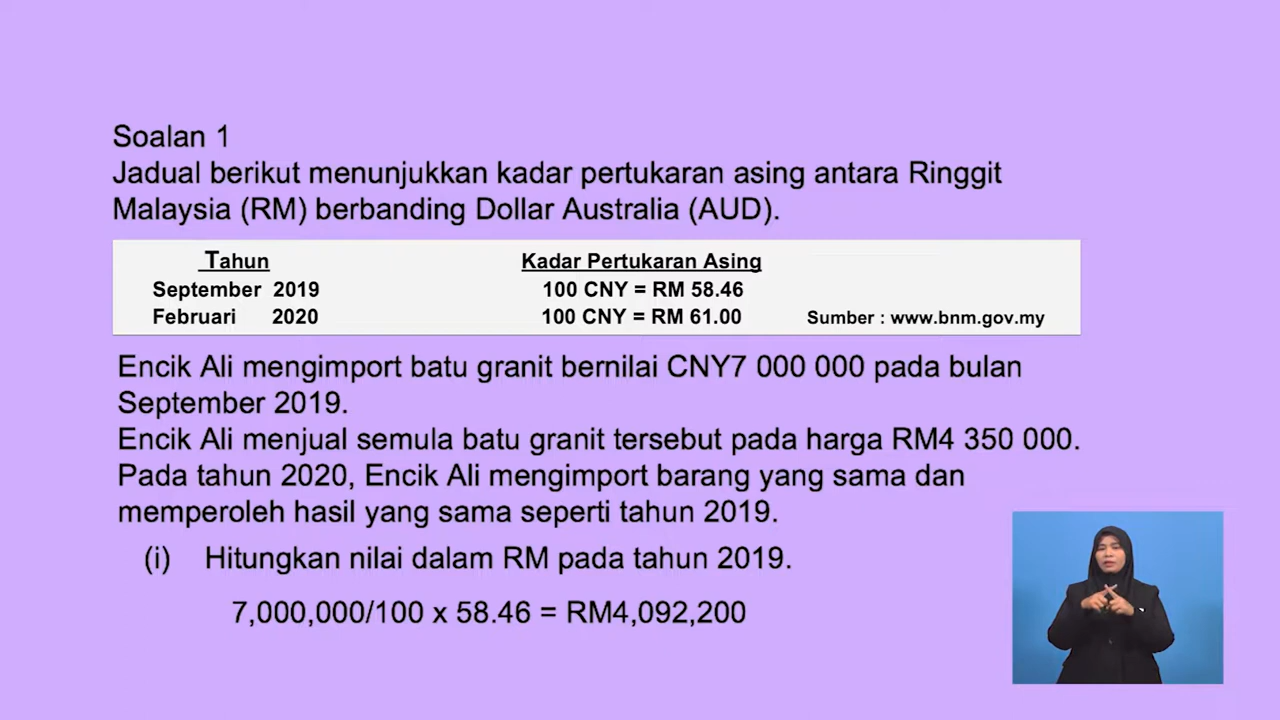 Soalan 1
Jadual berikut menunjukkan kadar pertukaran asing antara Ringgit
Malaysia (RM) berbanding Dollar Australia (AUD).
Tahun Kadar Pertukaran Asing
September 2019 100 CNY = RM 58.46
Februari 2020 100 CNY = RM 61.00 Sumber : www.bnm.gov.my
Encik Ali mengimport batu granit bernilai CNY7 000 000 pada bulan
September 2019.
Encik Ali menjual semula batu granit tersebut pada harga RM4 350 000.
Pada tahun 2020, Encik Ali mengimport barang yang sama dan
memperoleh hasil yang sama seperti tahun 2019.
(i) Hitungkan nilai dalam RM pada tahun 2019.
7,000,000/100 x 58.46 = RM4,092,200